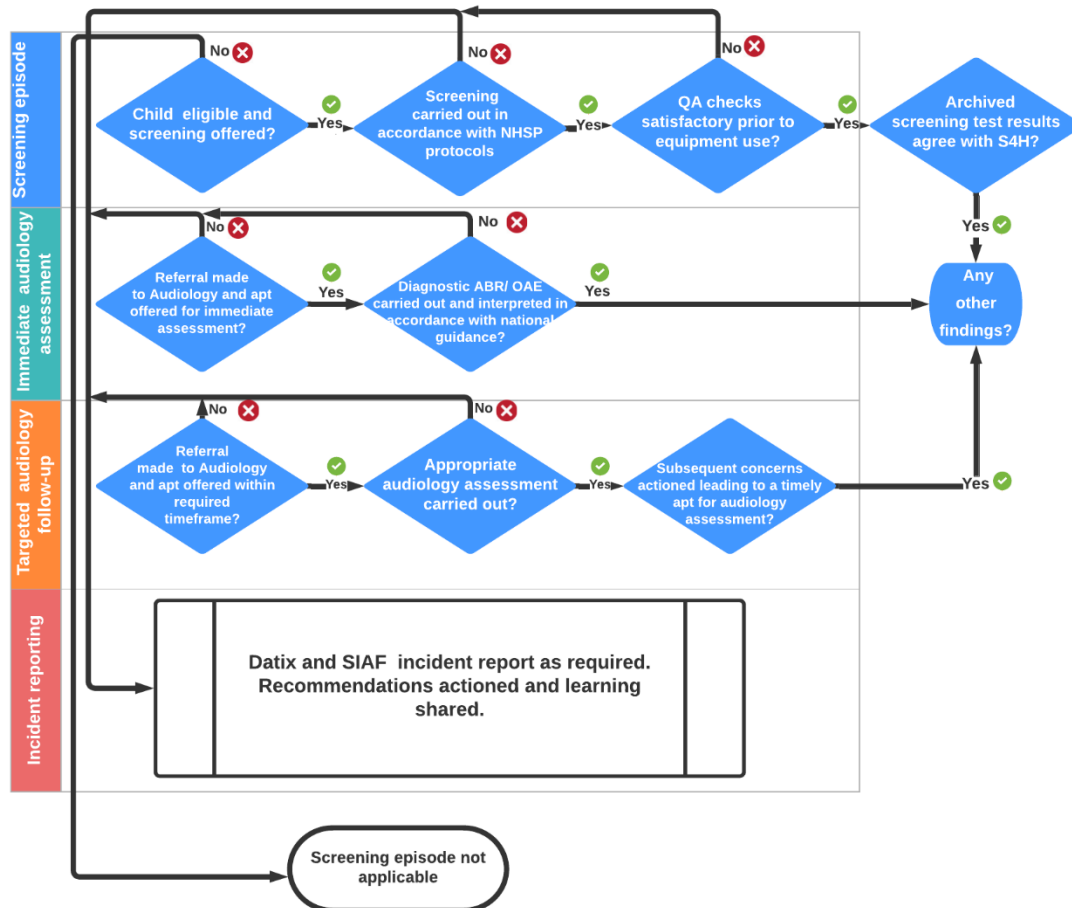 Screening episode
No
No
No
Child eligible and
screening offered?
Yes
Screening
carried out in
accordance with NHSP
protocols
Yes
QA checks
satisfactory prior to
equipment use?
Yes
Archived
screening test results
agree with S4H?
Yes
Immediate audiology
assessment
No
No
Referral made
to Audiology and apt
offered for immediate
assessment?
Yes
Diagnostic ABR/ OAE
carried out and interpreted in
accordance with national
guidance?
Yes
Any
other
findings?
Targeted audiology
follow-up
No
No
Referral
made to Audiology
and apt offered within
required
timeframe?
Yes
Appropriate
audiology assessment
carried out?
Yes
Subsequent concerns
actioned leading to a timely
apt for audiology
assessment?
Yes
Incident reporting
Datix and SIAF incident report as required.
Recommendations actioned and learning
shared.
Screening episode not
applicable